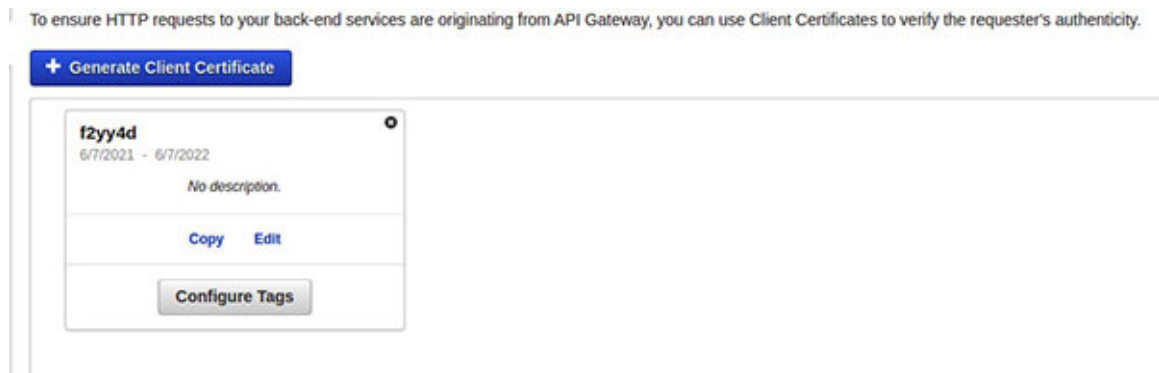 To ensure HTTP requests to your back-end services are originating from API Gateway, you can use Client Certificates to verify the requester's authenticity.
+ Generate Client Certificate
f2yy4d
6/7/2021 - 6/7/2022
No description.
Copy Edit
Configure Tags